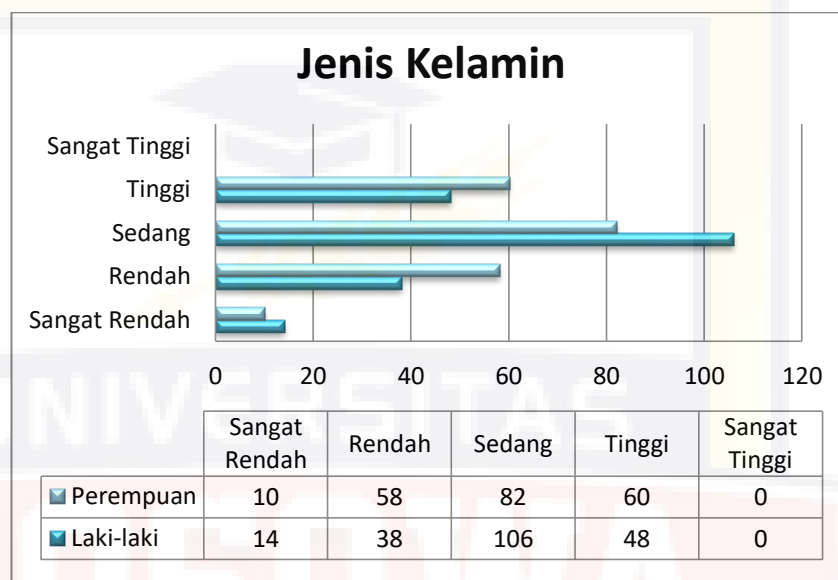 Jenis Kelamin
Sangat Tinggi
Tinggi
Sedang
Rendah
Sangat Rendah
0 20 40 60 80 100 120
Sangat Rendah Rendah Sedang Tinggi Sangat Tinggi
Perempuan 10 58 82 60 0
Laki-laki 14 38 106 48 0
UNIVERSITAS